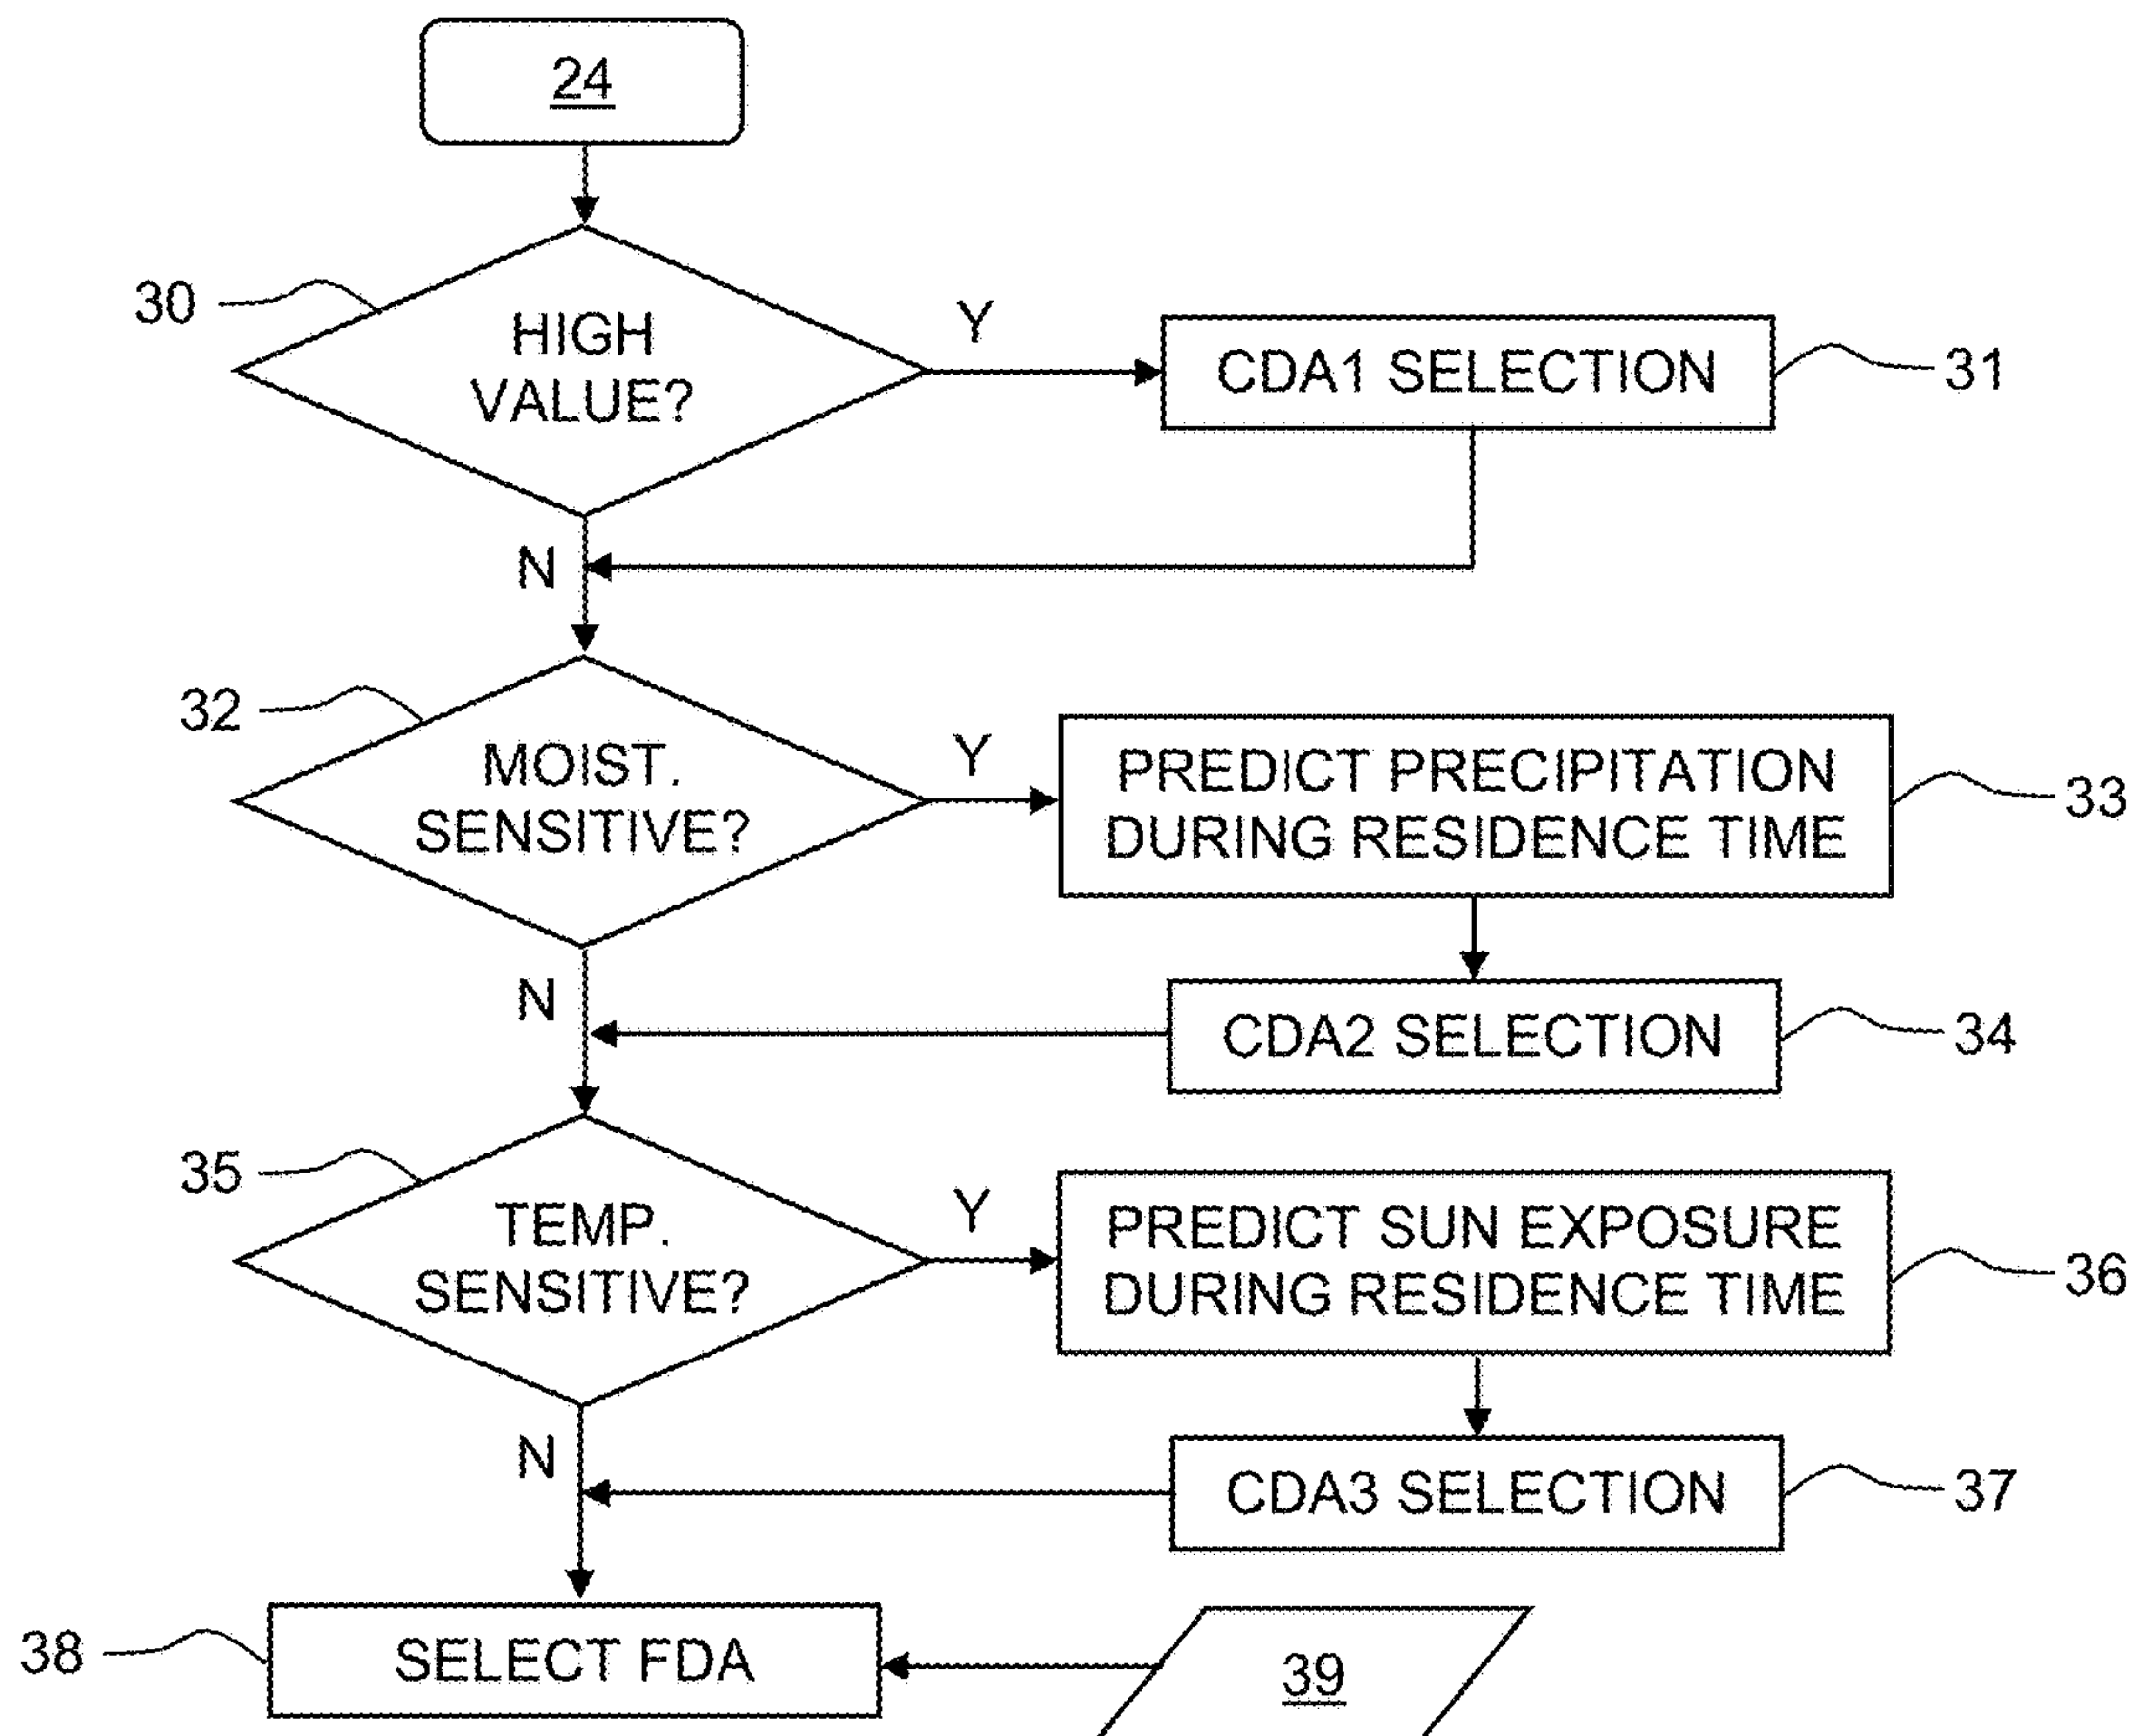 24
30
HIGH
VALUE?
Y
CDA1 SELECTION
31
N
32
MOIST.
SENSITIVE?
Y
PREDICT PRECIPITATION
DURING RESIDENCE TIME
33
N
CDA2 SELECTION
34
35
TEMP.
SENSITIVE?
Y
PREDICT SUN EXPOSURE
DURING RESIDENCE TIME
36
N
CDA3 SELECTION
37
38
SELECT FDA
39